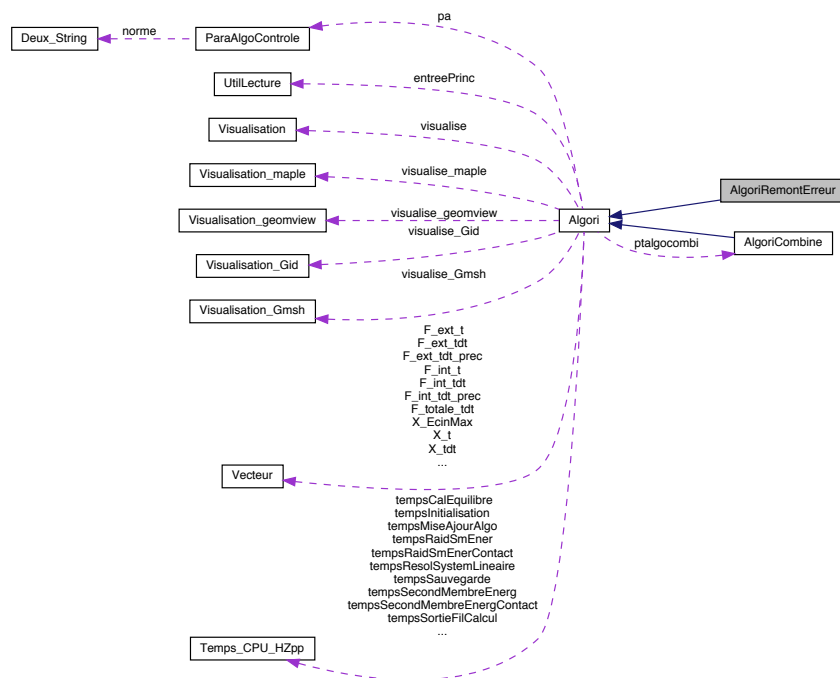 pa
Deux_String
norme
ParaAlgoControle
entreePrinc
UtilLecture
visualise
Visualisation
visualise_maple
Visualisation_maple
AlgoriRemontErreur
visualise_geomview
Visualisation_geomview
Algori
visualise_Gid
ptalgocombi
AlgoriCombine
Visualisation_Gid
visualise_Gmsh
Visualisation_Gmsh
F_ext_t
F_ext_tdt
F_ext_tdt_prec
F_int_t
F_int_tdt
F_int_tdt_prec
F_totale_tdt
X_EcinMax
X_t
X_tdt
...
Vecteur
tempsCalEquilibre
tempsInitialisation
tempsMiseAjourAlgo
tempsRaidSmEner
tempsRaidSmEnerContact
tempsResolSystemLineaire
tempsSauvegarde
tempsSecondMembreEnerg
tempsSecondMembreEnergContact
tempsSortieFilCalcul
...
Temps_CPU_HZpp